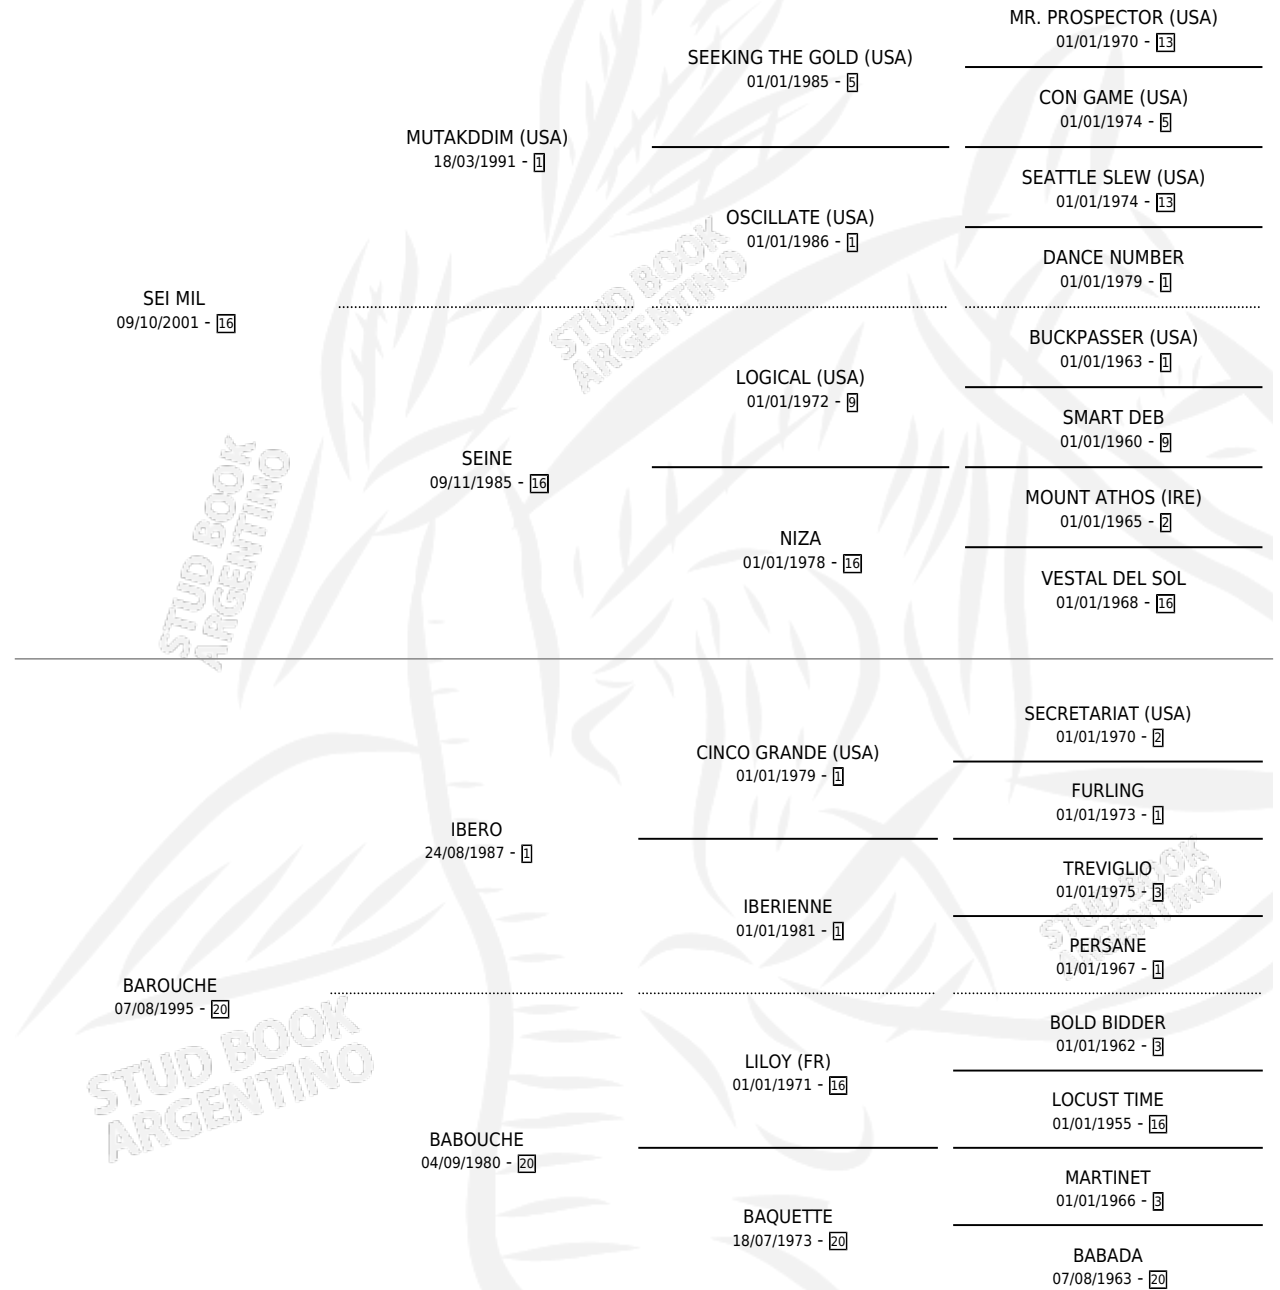 MR. PROSPECTOR (USA)
01/01/1970 - 13
SEEKING THE GOLD (USA)
01/01/1985 - 5
CON GAME (USA)
01/01/1974 - 5
MUTAKDDIM (USA)
18/03/1991 - 1
SEATTLE SLEW (USA)
01/01/1974 - 13
OSCILLATE (USA)
01/01/1986 - 1
DANCE NUMBER
01/01/1979 - 1
SEI MIL
09/10/2001 - 16
BUCKPASSER (USA)
01/01/1963 - 1
LOGICAL (USA)
01/01/1972 - 9
SMART DEB
01/01/1960 - 9
SEINE
09/11/1985 - 16
MOUNT ATHOS (IRE)
01/01/1965 - 2
NIZA
01/01/1978 - 16
VESTAL DEL SOL
01/01/1968 - 16
STUD BOOK
ARGENTINO
STUD BOOK
ARGENTINO
SECRETARIAT (USA)
01/01/1970 - 2
CINCO GRANDE (USA)
01/01/1979 - 1
FURLING
01/01/1973 - 1
IBERO
24/08/1987 - 1
TREVIGLIO
01/01/1975 - 3
IBERIENNE
01/01/1981 - 1
PERSANE
01/01/1967 - 1
BAROUCHE
07/08/1995 - 20
BOLD BIDDER
01/01/1962 - 3
LILOY (FR)
01/01/1971 - 16
LOCUST TIME
01/01/1955 - 16
BABOUCHE
04/09/1980 - 20
MARTINET
01/01/1966 - 3
BAQUETTE
18/07/1973 - 20
BABADA
07/08/1963 - 20
STUD BOOK
ARGENTINO
STUD BOOK
ARGENTINO